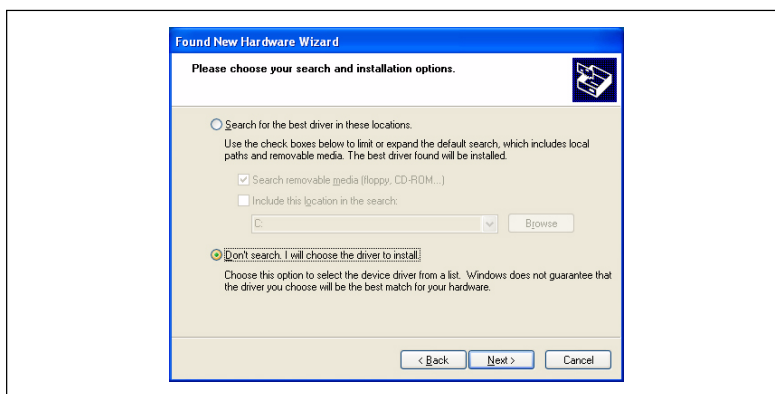 Found New Hardware Wizard
Please choose your search and installation options.
Search for the best driver in these locations.
Use the check boxes below to limit or expand the default search, which includes local
paths and removable media. The best driver found will be installed.
Search removable media (floppy, CD-ROM...)
Include this location in the search:
C:
Browse
Don't search. I will choose the driver to install.
Choose this option to select the device driver from a list. Windows does not guarantee that
the driver you choose will be the best match for your hardware.
< Back
Next >
Cancel